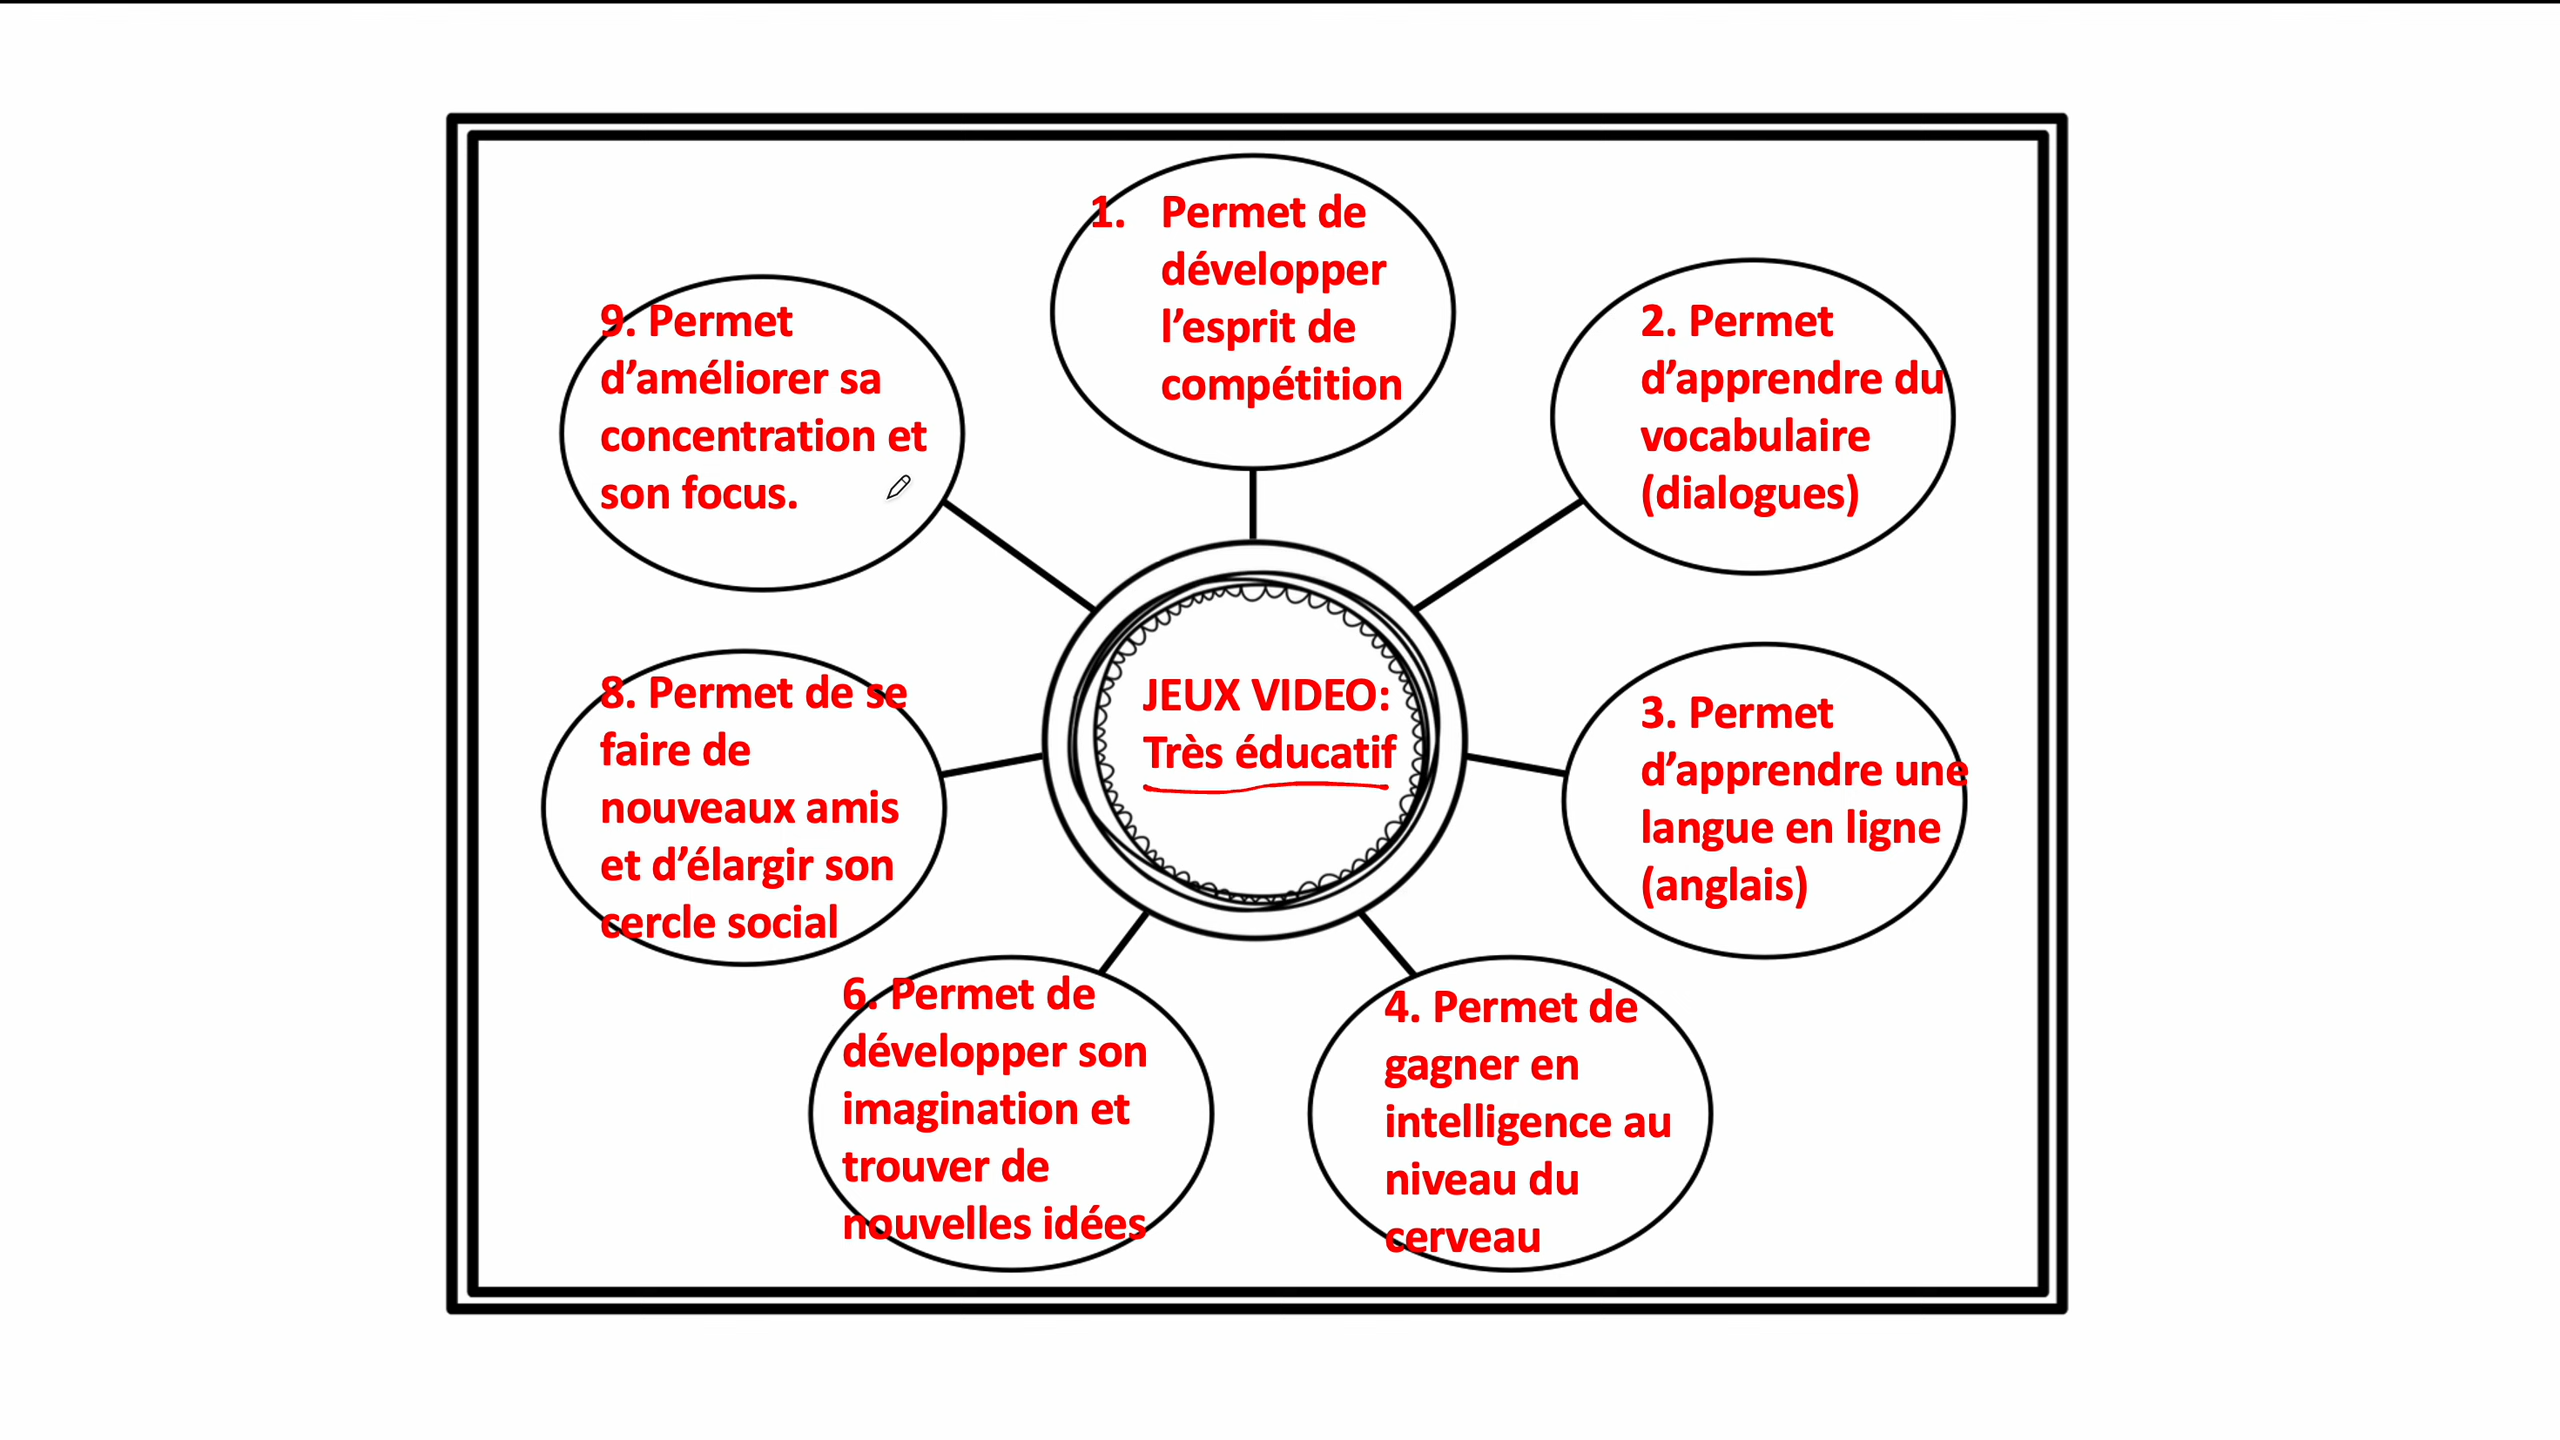 1. Permet de
développer
l’esprit de
compétition
2. Permet
d’apprendre du
vocabulaire
(dialogues)
3. Permet
d’apprendre une
langue en ligne
(anglais)
4. Permet de
gagner en
intelligence au
niveau du
cerveau
6. Permet de
développer son
imagination et
trouver de
nouvelles idées
8. Permet de se
faire de
nouveaux amis
et d’élargir son
cercle social
9. Permet
d’améliorer sa
concentration et
son focus.
JEUX VIDEO:
Très éducatif